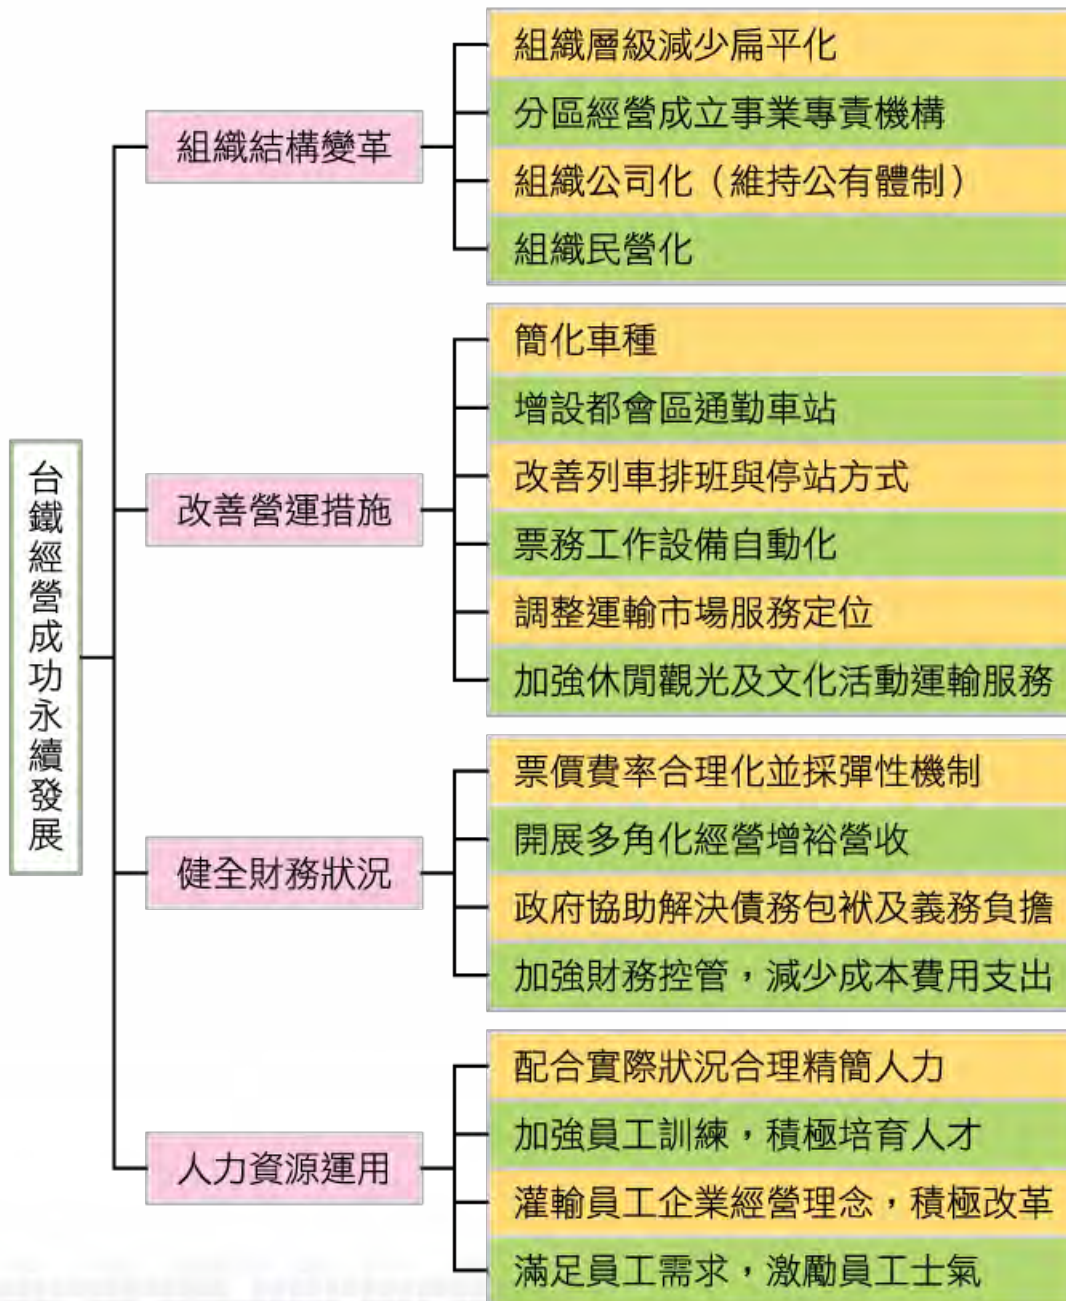 台鐵經營成功永續發展
組織結構變革
組織層級減少扁平化
分區經營成立事業專責機構
組織公司化（維持公有體制）
組織民營化
改善營運措施
簡化車種
增設都會區通勤車站
改善列車排班與停站方式
票務工作設備自動化
調整運輸市場服務定位
加強休閒觀光及文化活動運輸服務
健全財務狀況
票價費率合理化並採彈性機制
開展多角化經營增裕營收
政府協助解決債務包袱及義務負擔
加強財務控管，減少成本費用支出
人力資源運用
配合實際狀況合理精簡人力
加強員工訓練，積極培育人才
灌輸員工企業經營理念，積極改革
滿足員工需求，激勵員工士氣